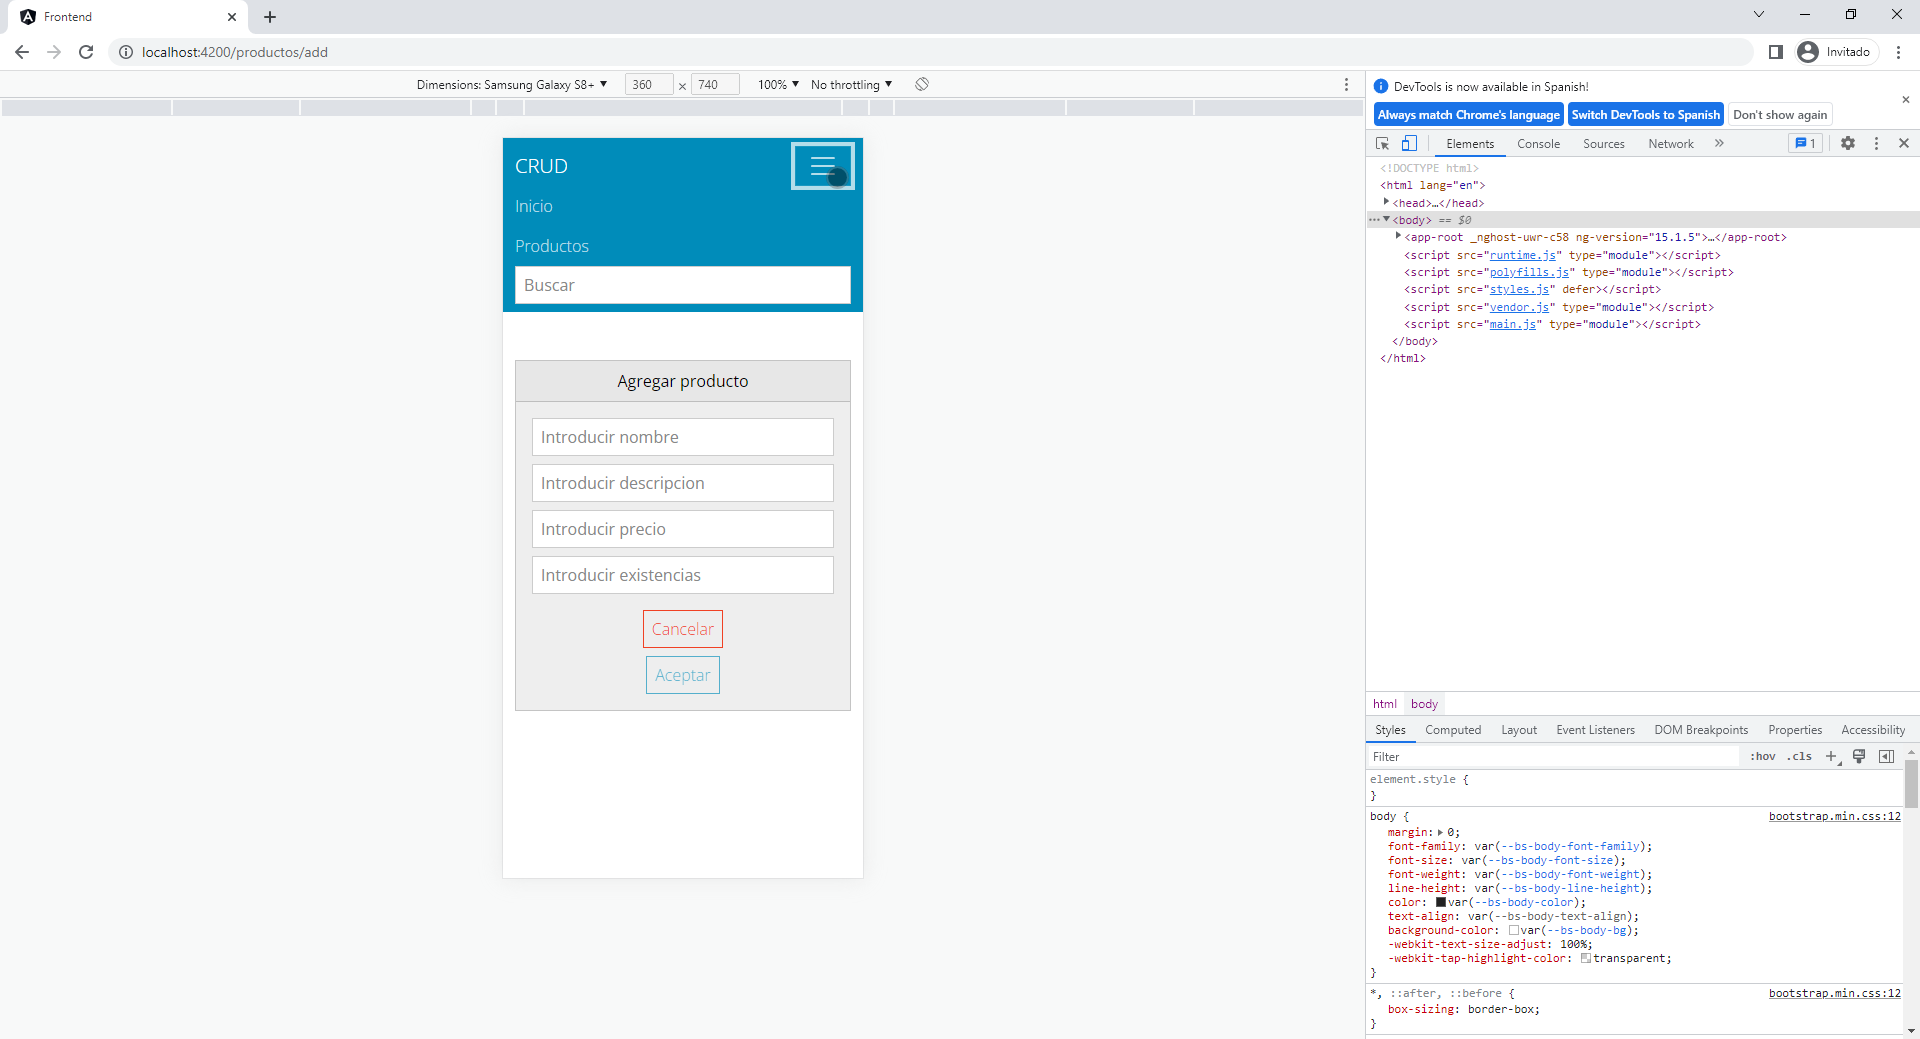 Frontend
localhost:4200/productos/add
Invitado
Dimensions: Samsung Galaxy S8+ 360 × 740 100% No throttling
DevTools is now available in Spanish!
Always match Chrome's language Switch DevTools to Spanish Don't show again
Elements Console Sources Network » 1
CRUD
Inicio
Productos
Buscar
Agregar producto
Introducir nombre
Introducir descripcion
Introducir precio
Introducir existencias
Cancelar
Aceptar
<!DOCTYPE html>
<html lang="en">
<head>…</head>
<body> == $0
<app-root _nghost-uwr-c58 ng-version="15.1.5">…</app-root>
<script src="runtime.js" type="module"></script>
<script src="polyfills.js" type="module"></script>
<script src="styles.js" defer></script>
<script src="vendor.js" type="module"></script>
<script src="main.js" type="module"></script>
</body>
</html>
html body
Styles Computed Layout Event Listeners DOM Breakpoints Properties Accessibility
Filter :hov .cls +
element.style {
}
body { bootstrap.min.css:12
margin: 0;
font-family: var(--bs-body-font-family);
font-size: var(--bs-body-font-size);
font-weight: var(--bs-body-font-weight);
line-height: var(--bs-body-line-height);
color: var(--bs-body-color);
text-align: var(--bs-body-text-align);
background-color: var(--bs-body-bg);
-webkit-text-size-adjust: 100%;
-webkit-tap-highlight-color: transparent;
}
*, ::after, ::before { bootstrap.min.css:12
box-sizing: border-box;
}